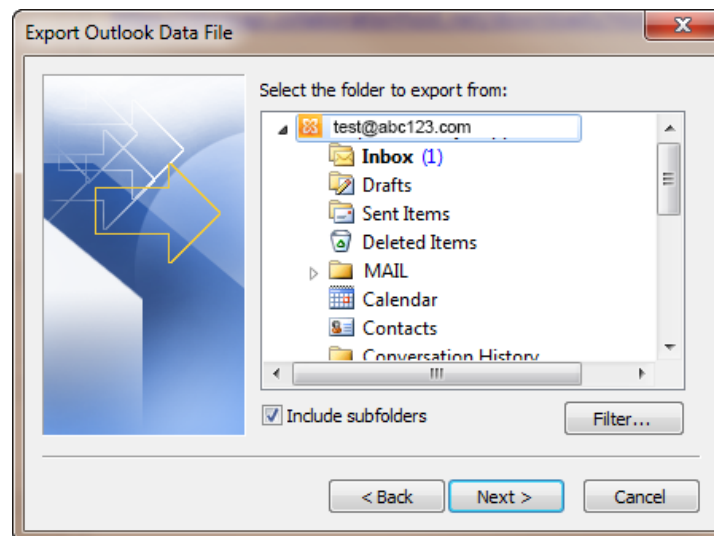 Export Outlook Data File
Select the folder to export from:
test@abc123.com
Inbox (1)
Drafts
Sent Items
Deleted Items
MAIL
Calendar
Contacts
Conversation History
Include subfolders
Filter...
< Back Next > Cancel